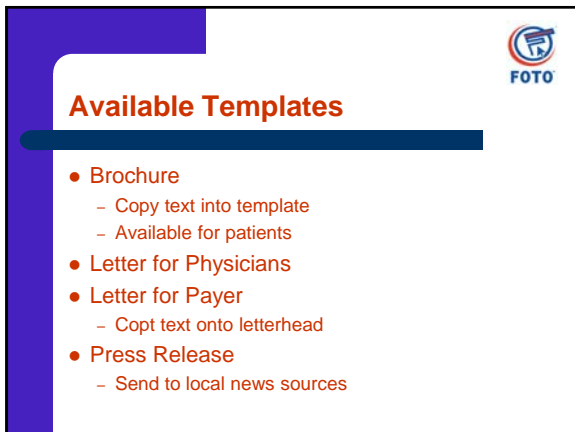 FOTO
Available Templates
● Brochure
– Copy text into template
– Available for patients
● Letter for Physicians
● Letter for Payer
– Copt text onto letterhead
● Press Release
– Send to local news sources